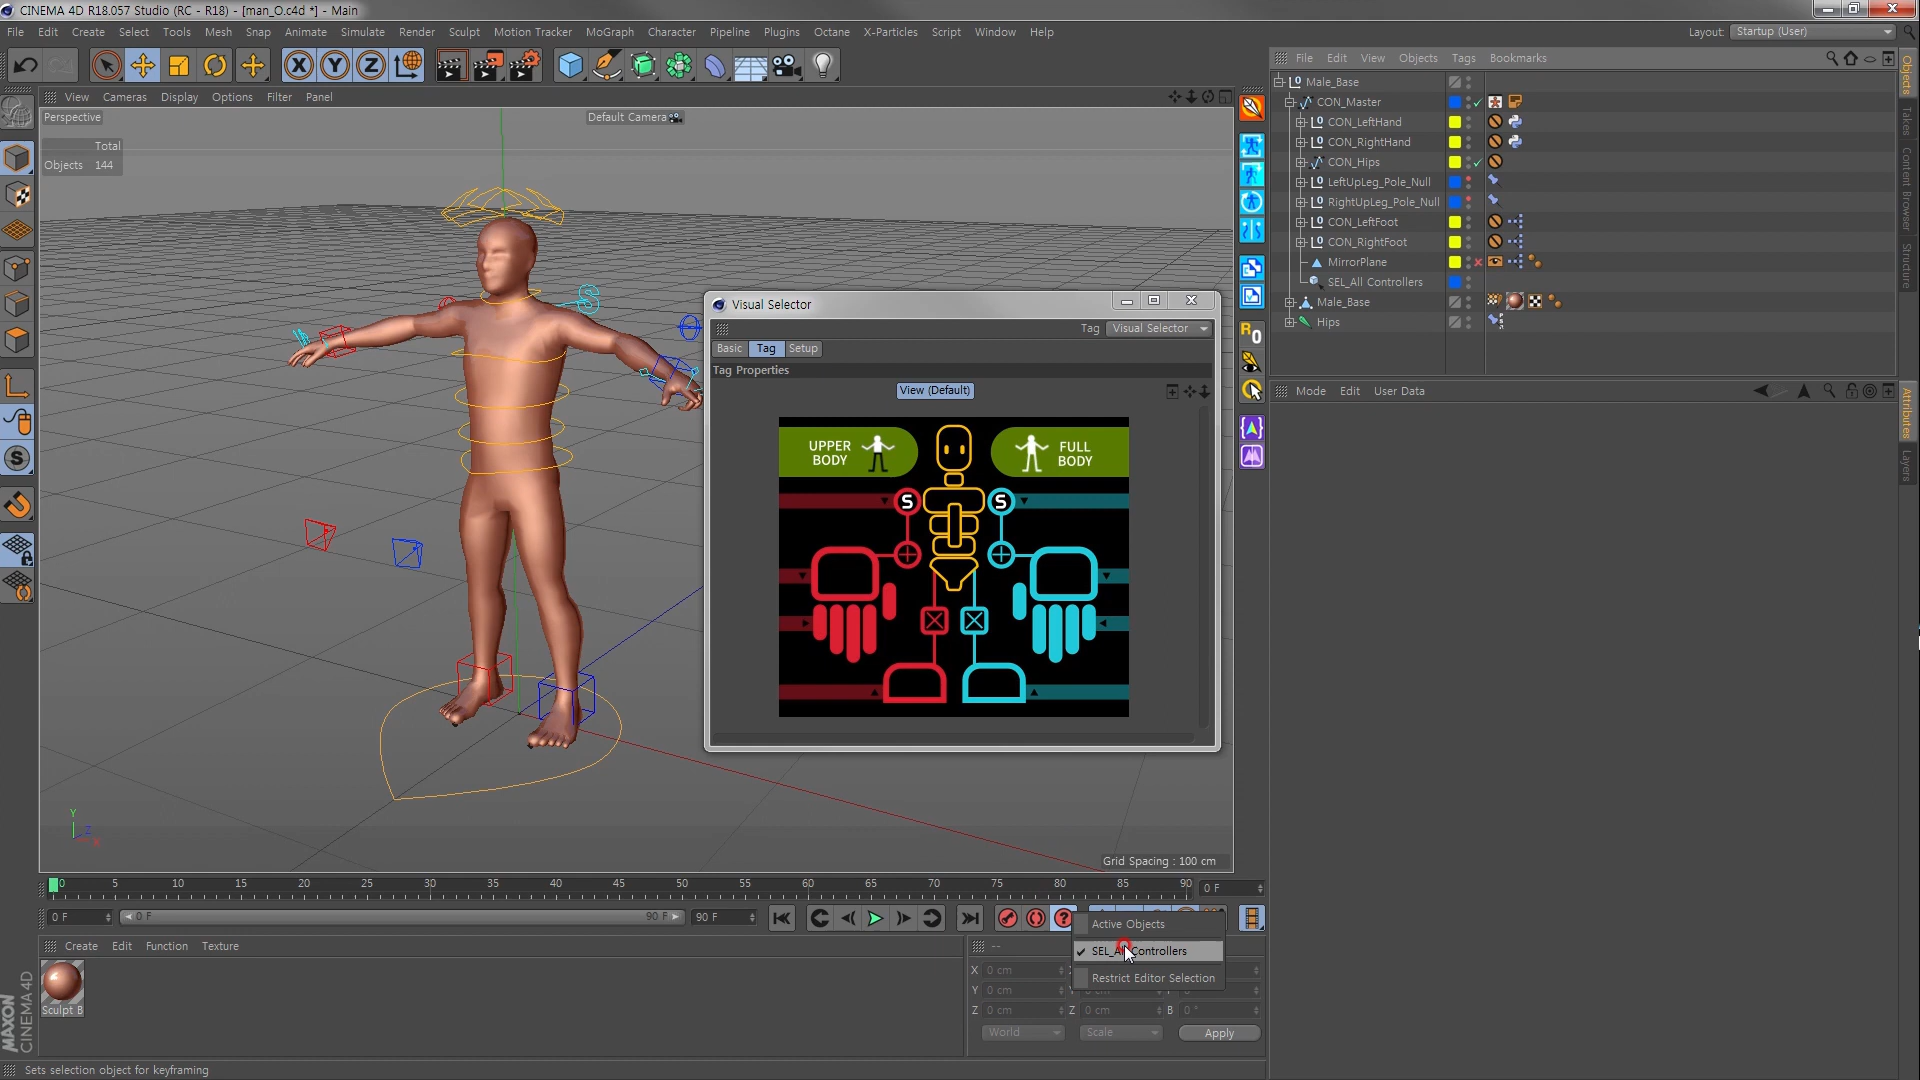 CINEMA 4D R18.057 Studio (RC - R18) - [man_O.c4d *] - Main
File Edit Create Select Tools Mesh Snap Animate Simulate Render Sculpt Motion Tracker MoGraph Character Pipeline Plugins Octane X-Particles Script Window Help
Layout: Startup (User)
File Edit View Objects Tags Bookmarks
View Cameras Display Options Filter Panel
Perspective
Default Camera
Total
Objects 144
Male_Base
CON_Master
CON_LeftHand
CON_RightHand
CON_Hips
LeftUpLeg_Pole_Null
RightUpLeg_Pole_Null
CON_LeftFoot
CON_RightFoot
MirrorPlane
SEL_All Controllers
Male_Base
Hips
Objects
Takes
Content Browser
Structure
Mode Edit User Data
Attributes
Layers
Visual Selector
Tag Visual Selector
Basic Tag Setup
Tag Properties
View (Default)
UPPER BODY
FULL BODY
S S
Y
Z
X
Grid Spacing : 100 cm
0 5 10 15 20 25 30 35 40 45 50 55 60 65 70 75 80 85 90
0 F
0 F 0 F 90 F 90 F
Active Objects
SEL_All Controllers
Restrict Editor Selection
Create Edit Function Texture
Sculpt B
--
X 0 cm
Y 0 cm
Z 0 cm Z 0 cm B 0 °
World Scale Apply
MAXON
CINEMA 4D
Sets selection object for keyframing